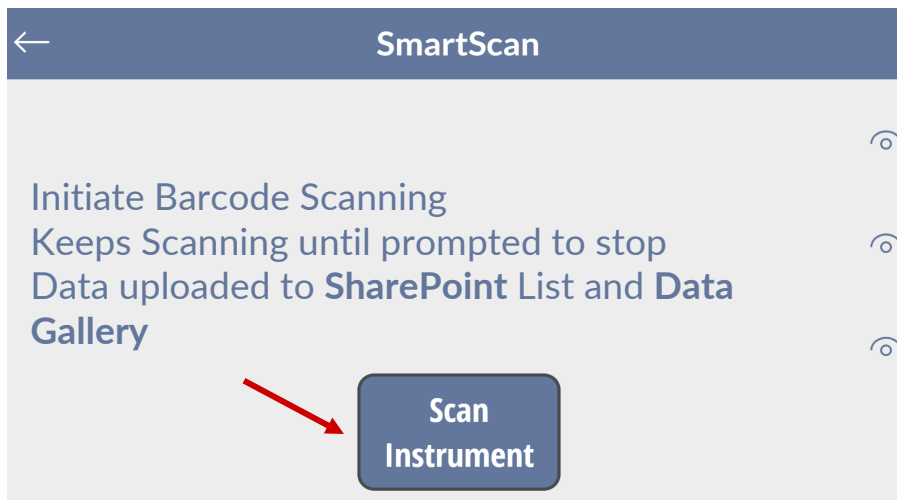 SmartScan
Initiate Barcode Scanning
Keeps Scanning until prompted to stop
Data uploaded to SharePoint List and Data
Gallery
Scan
Instrument